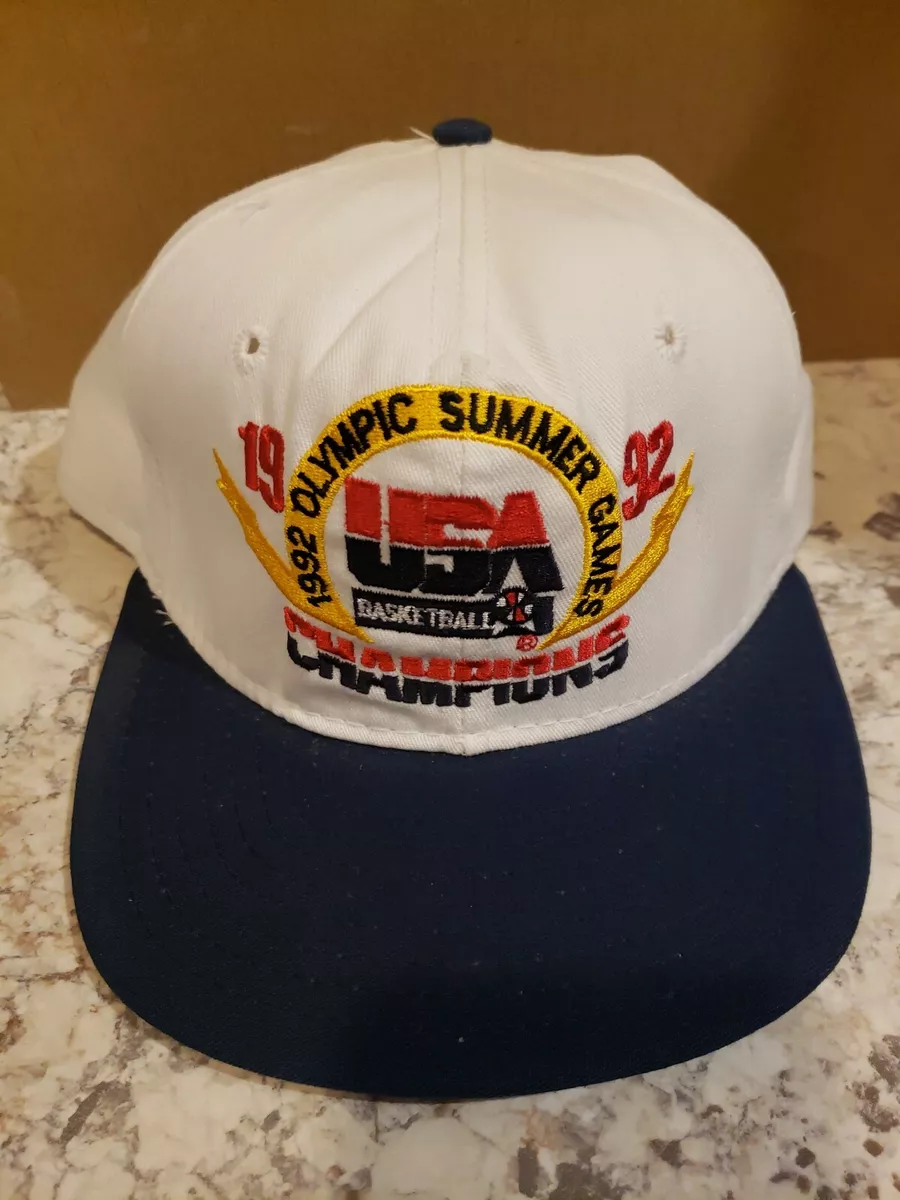 1992 OLYMPIC SUMMER GAMES
19 92
USA
BASKETBALL
®
CHAMPIONS